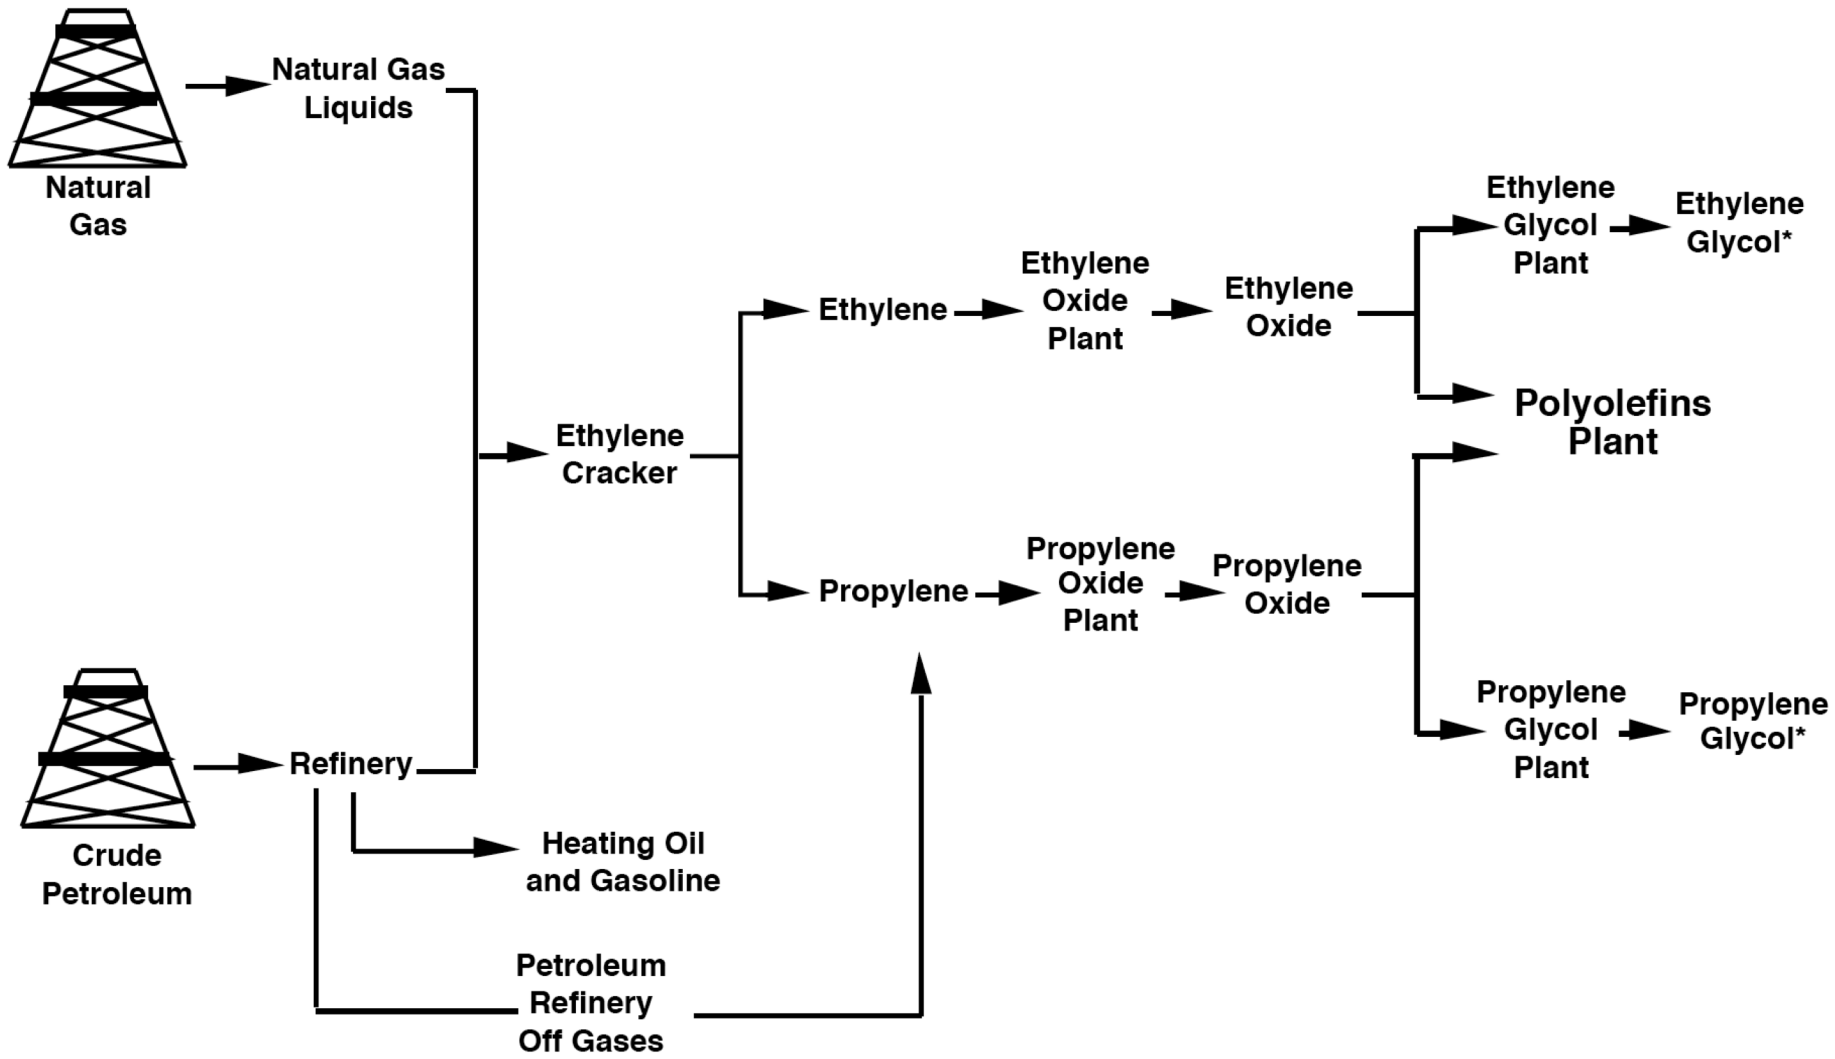 Natural Gas
Liquids
Natural
Gas
Ethylene
Cracker
Ethylene
Ethylene
Oxide
Plant
Ethylene
Oxide
Ethylene
Glycol
Plant
Ethylene
Glycol*
Polyolefins
Plant
Propylene
Propylene
Oxide
Plant
Propylene
Oxide
Propylene
Glycol
Plant
Propylene
Glycol*
Refinery
Crude
Petroleum
Heating Oil
and Gasoline
Petroleum
Refinery
Off Gases